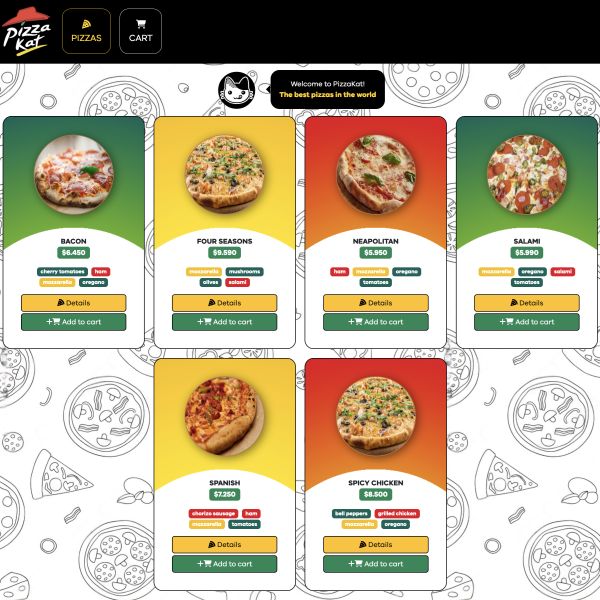 Pizza
Kat
PIZZAS
CART
Welcome to PizzaKat!
The best pizzas in the world
BACON
$6.450
cherry tomatoes ham
mozzarella oregano
Details
Add to cart
FOUR SEASONS
$9.590
mozzarella mushrooms
olives salami
Details
Add to cart
NEAPOLITAN
$5.950
ham mozzarella oregano
tomatoes
Details
Add to cart
SALAMI
$5.990
mozzarella oregano salami
tomatoes
Details
Add to cart
SPANISH
$7.250
chorizo sausage ham
mozzarella tomatoes
Details
Add to cart
SPICY CHICKEN
$8.500
bell peppers grilled chicken
mozzarella oregano
Details
Add to cart